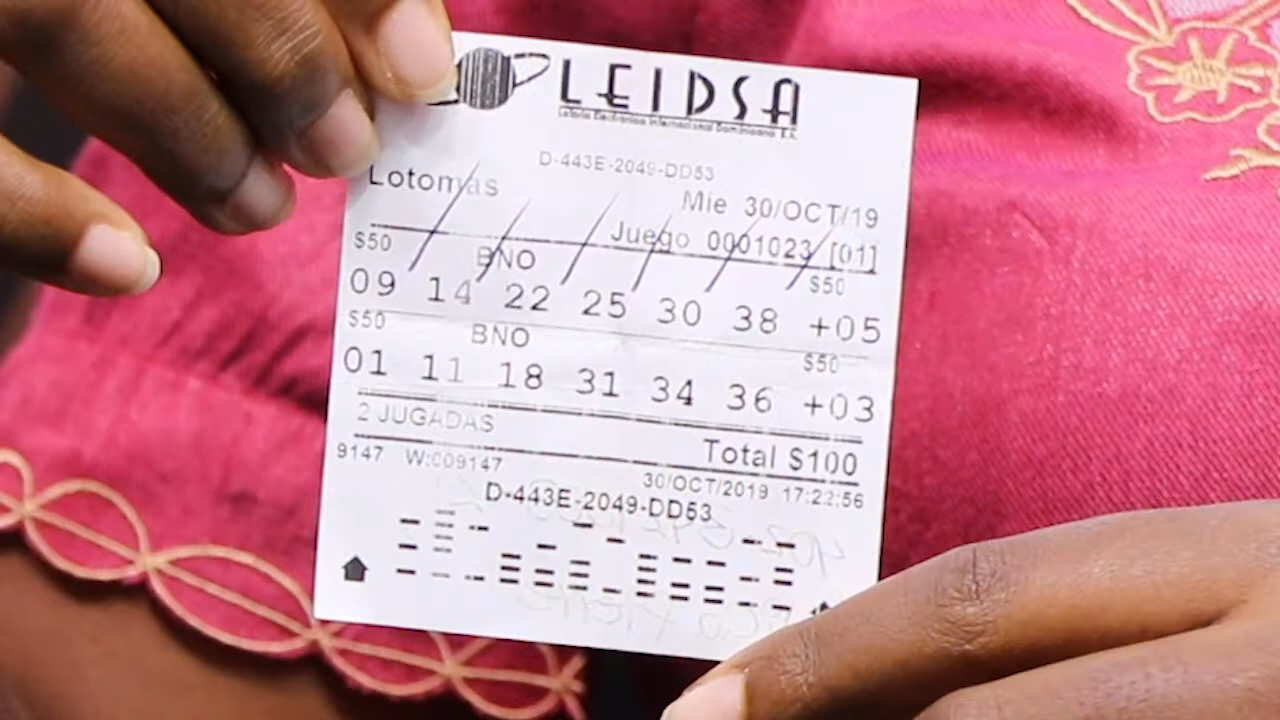 LEIDSA
Loteria Electronica Internacional Dominicana S.A.
D-443E-2049-DD53
Lotomas Mie 30/OCT/19
Juego 0001023 [01]
$50 BNO $50
09 14 22 25 30 38 +05
$50 BNO $50
01 11 18 31 34 36 +03
2 JUGADAS
Total $100
9147 W:009147 30/OCT/2019 17:22:56
D-443E-2049-DD53